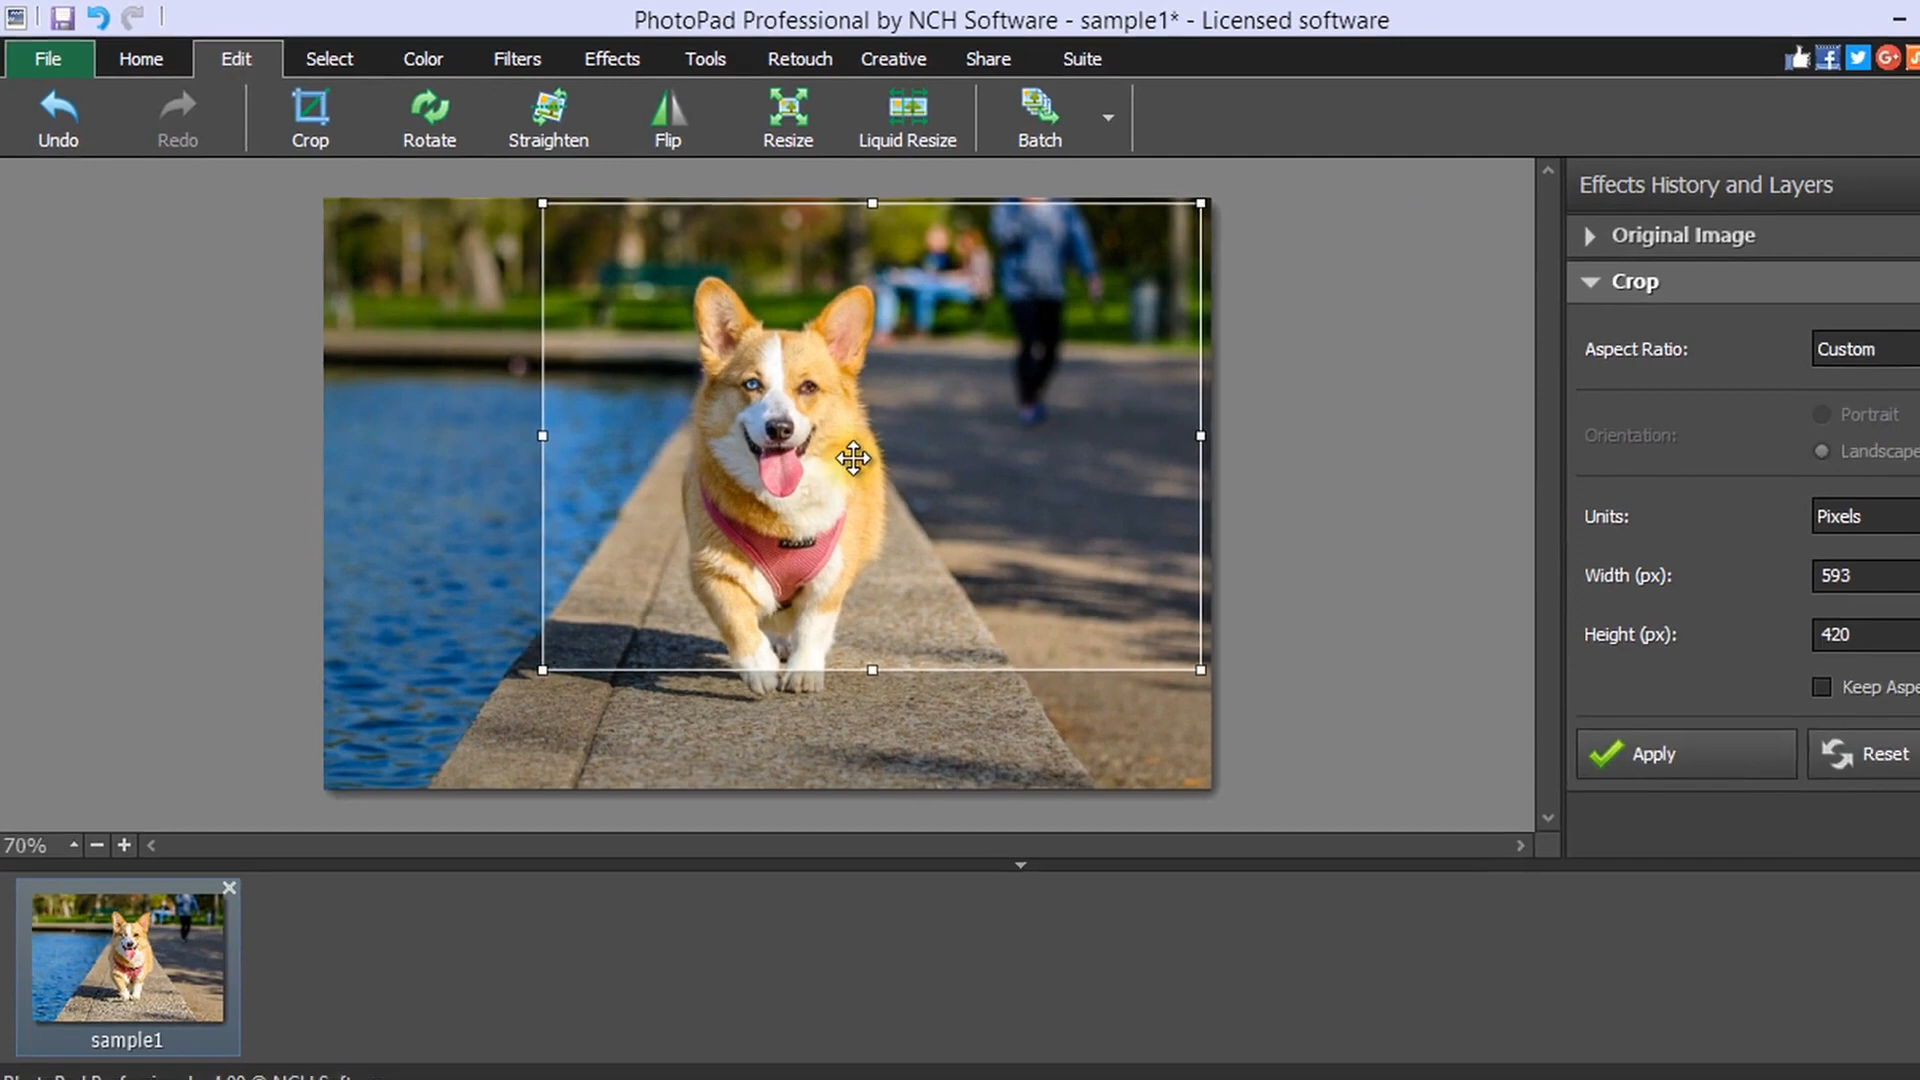 PhotoPad Professional by NCH Software - sample1* - Licensed software
File Home Edit Select Color Filters Effects Tools Retouch Creative Share Suite
Undo Redo Crop Rotate Straighten Flip Resize Liquid Resize Batch
Effects History and Layers
Original Image
Crop
Aspect Ratio: Custom
Portrait
Orientation:
Landscape
Units: Pixels
Width (px): 593
Height (px): 420
Keep Aspe
Apply Reset
70%
sample1